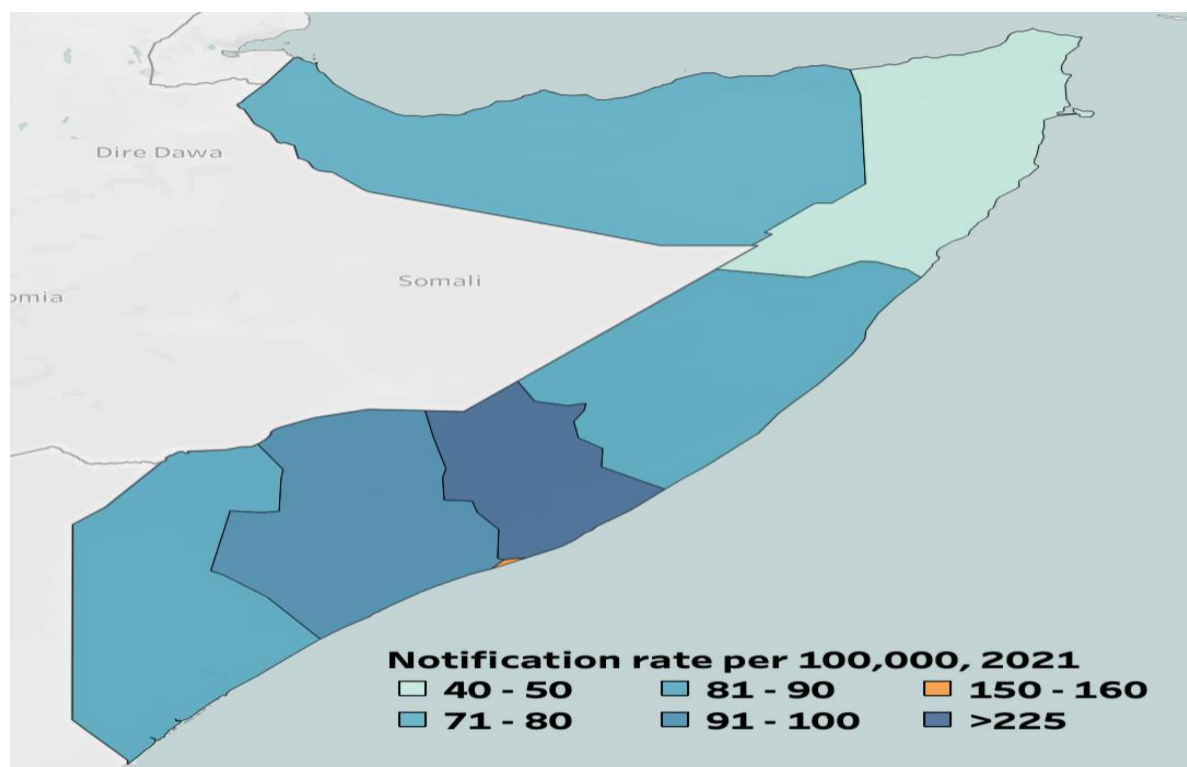 Dire Dawa
Somali
omia
Notification rate per 100,000, 2021
40 - 50
81 - 90
150 - 160
71 - 80
91 - 100
>225